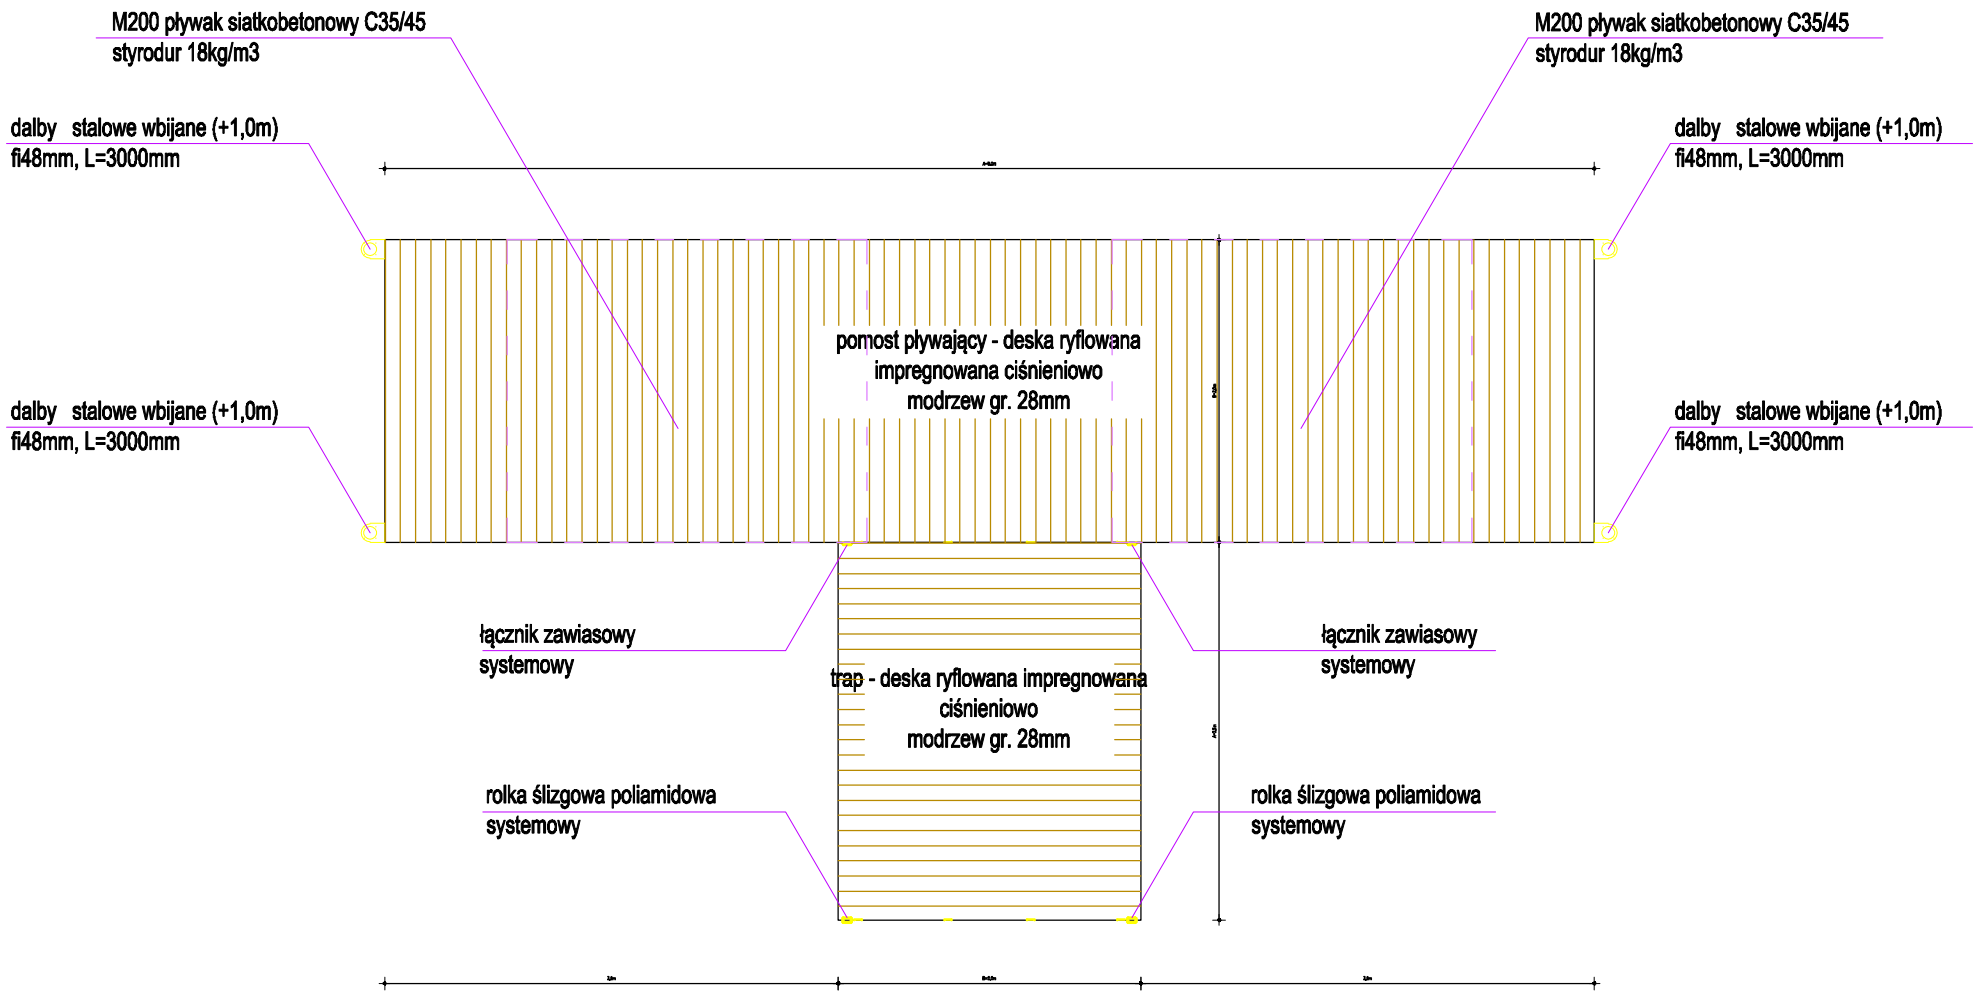 M200 pływak siatkobetonowy C35/45
styrodur 18kg/m3
M200 pływak siatkobetonowy C35/45
styrodur 18kg/m3
dalby stalowe wbijane (+1,0m)
fi48mm, L=3000mm
dalby stalowe wbijane (+1,0m)
fi48mm, L=3000mm
pomost pływający - deska ryflowana
impregnowana ciśnieniowo
modrzew gr. 28mm
dalby stalowe wbijane (+1,0m)
fi48mm, L=3000mm
dalby stalowe wbijane (+1,0m)
fi48mm, L=3000mm
łącznik zawiasowy
systemowy
łącznik zawiasowy
systemowy
trap - deska ryflowana impregnowana
ciśnieniowo
modrzew gr. 28mm
rolka ślizgowa poliamidowa
systemowy
rolka ślizgowa poliamidowa
systemowy